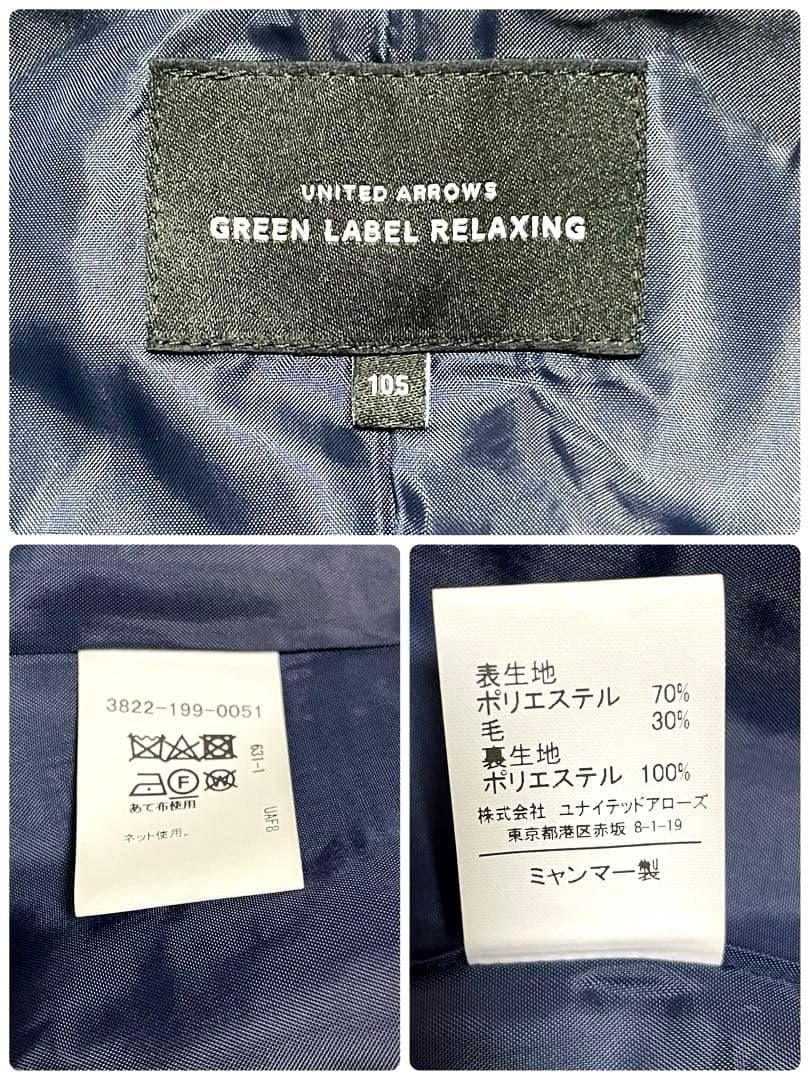 UNITED ARROWS
GREEN LABEL RELAXING
105
3822-199-0051
631-1
UAF8
F
W
あて布使用
ネット使用。
表生地
ポリエステル 70%
毛 30%
裏生地
ポリエステル 100%
株式会社 ユナイテッドアローズ
東京都港区赤坂 8-1-19
ミャンマー製